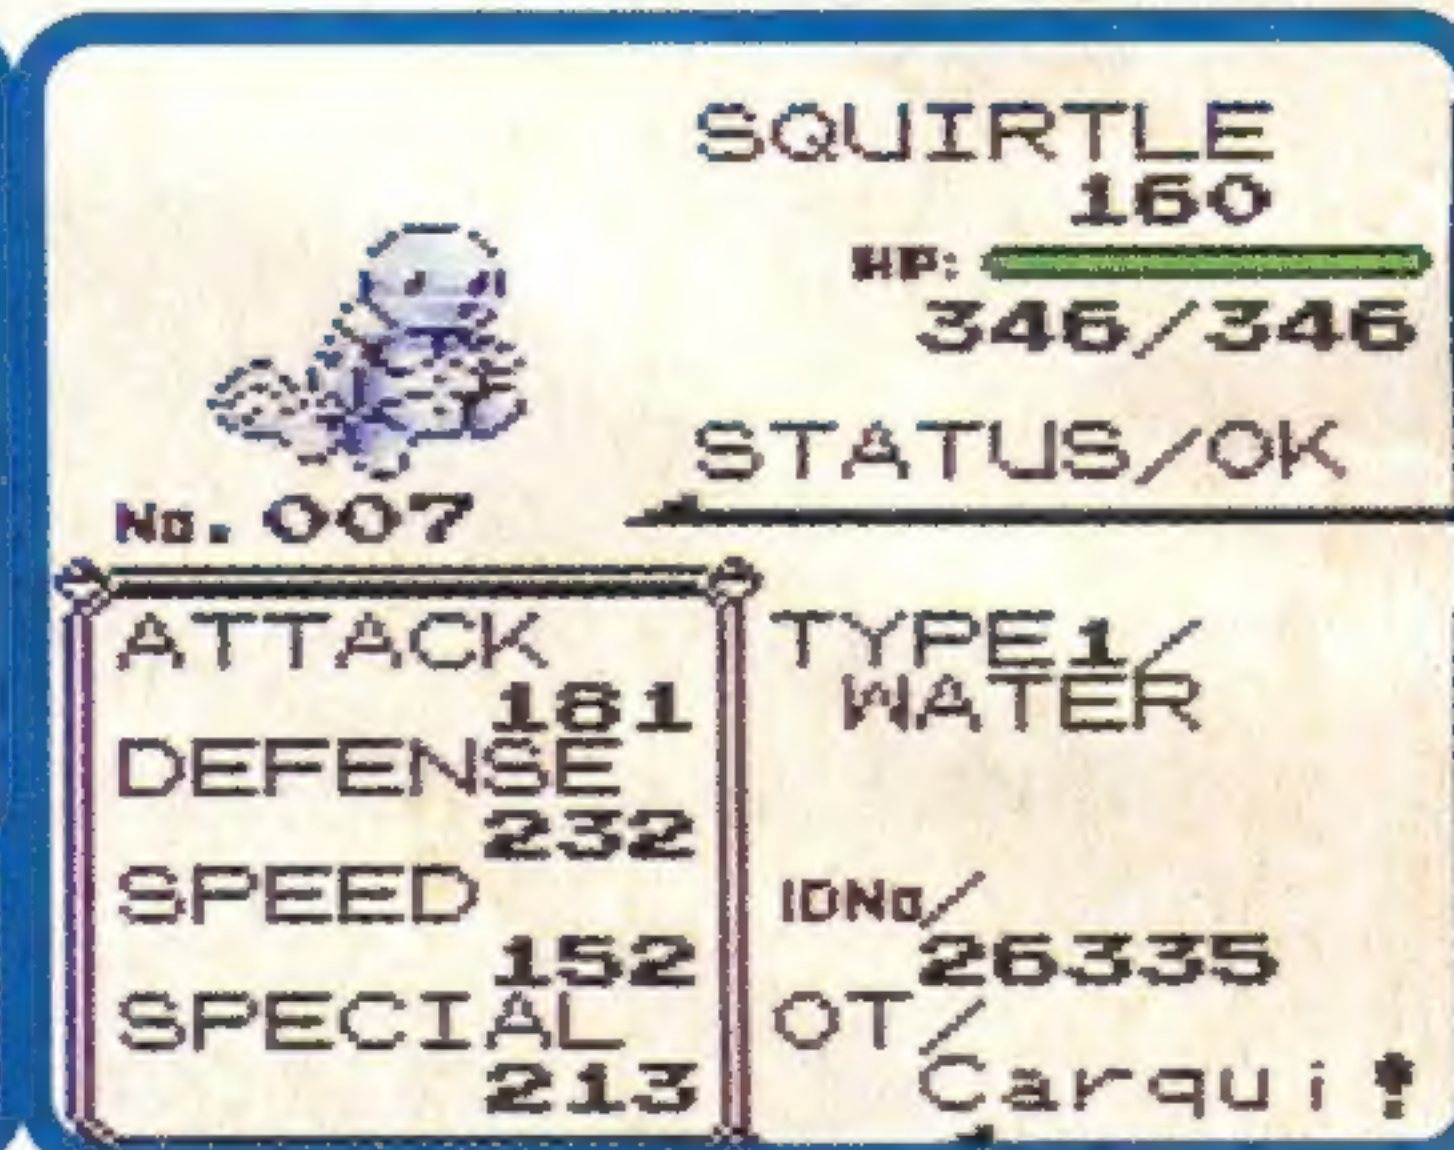 SQUIRTLE
160
HP:
346/346
STATUS/OK
No. 007
ATTACK
181
DEFENSE
232
SPEED
152
SPECIAL
213
TYPE1/
WATER
IDNo/
26335
OT/
Carqui!